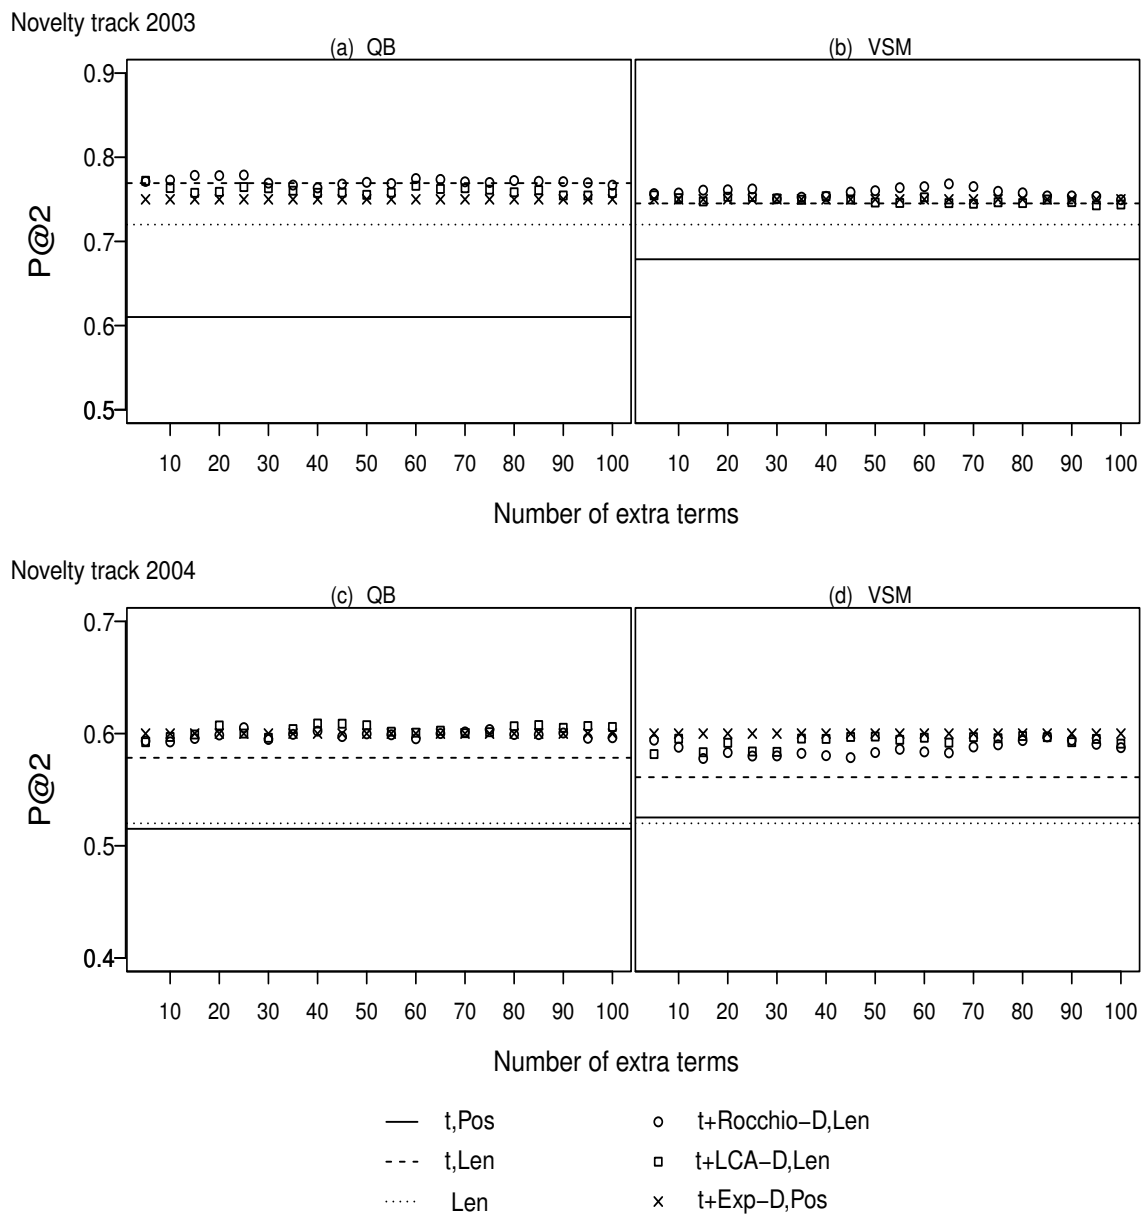 Novelty track 2003
(a) QB
(b) VSM
0.9
0.8
0.7
0.6
0.5
P@2
10 20 30 40 50 60 70 80 90 100
10 20 30 40 50 60 70 80 90 100
Number of extra terms
Novelty track 2004
(c) QB
(d) VSM
0.7
0.6
0.5
0.4
P@2
10 20 30 40 50 60 70 80 90 100
10 20 30 40 50 60 70 80 90 100
Number of extra terms
t,Pos
t,Len
Len
t+Rocchio−D,Len
t+LCA−D,Len
t+Exp−D,Pos